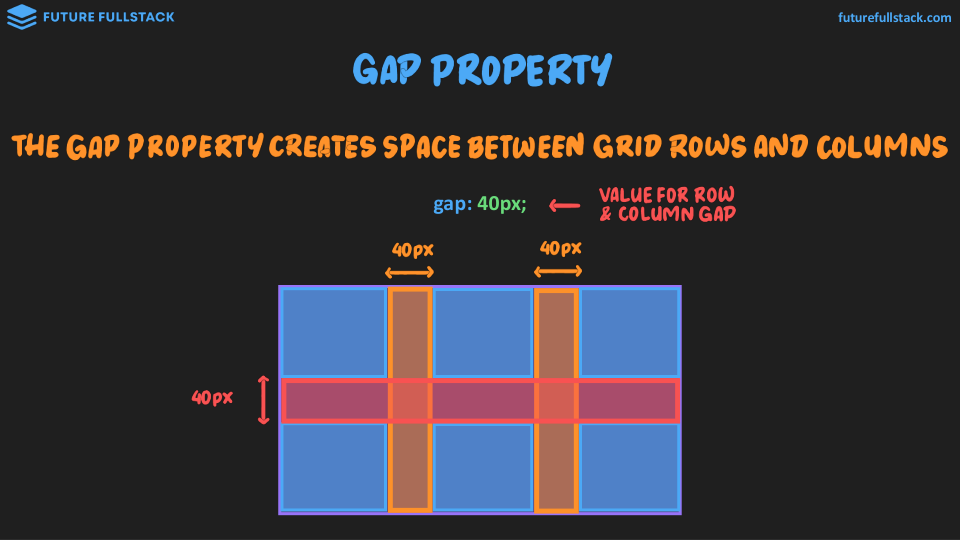 FUTURE FULLSTACK
futurefullstack.com
GAP PROPERTY
THE GAP PROPERTY CREATES SPACE BETWEEN GRID ROWS AND COLUMNS
gap: 40px;
VALUE FOR ROW
& COLUMN GAP
40px
40px
40px